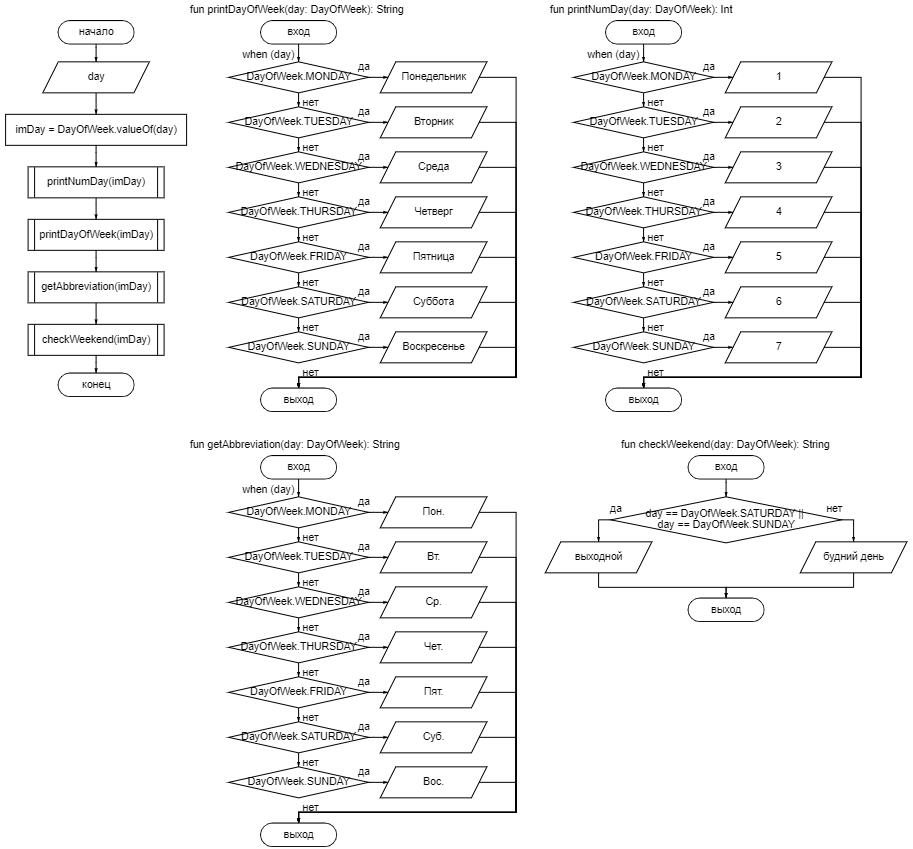 начало
day
imDay = DayOfWeek.valueOf(day)
printNumDay(imDay)
printDayOfWeek(imDay)
getAbbreviation(imDay)
checkWeekend(imDay)
конец
fun printDayOfWeek(day: DayOfWeek): String
вход
when (day)
DayOfWeek.MONDAY
да
Понедельник
нет
DayOfWeek.TUESDAY
да
Вторник
нет
DayOfWeek.WEDNESDAY
да
Среда
нет
DayOfWeek.THURSDAY
да
Четверг
нет
DayOfWeek.FRIDAY
да
Пятница
нет
DayOfWeek.SATURDAY
да
Суббота
нет
DayOfWeek.SUNDAY
да
Воскресенье
нет
выход
fun printNumDay(day: DayOfWeek): Int
вход
when (day)
DayOfWeek.MONDAY
да
1
нет
DayOfWeek.TUESDAY
да
2
нет
DayOfWeek.WEDNESDAY
да
3
нет
DayOfWeek.THURSDAY
да
4
нет
DayOfWeek.FRIDAY
да
5
нет
DayOfWeek.SATURDAY
да
6
нет
DayOfWeek.SUNDAY
да
7
нет
выход
fun getAbbreviation(day: DayOfWeek): String
вход
when (day)
DayOfWeek.MONDAY
да
Пон.
нет
DayOfWeek.TUESDAY
да
Вт.
нет
DayOfWeek.WEDNESDAY
да
Ср.
нет
DayOfWeek.THURSDAY
да
Чет.
нет
DayOfWeek.FRIDAY
да
Пят.
нет
DayOfWeek.SATURDAY
да
Суб.
нет
DayOfWeek.SUNDAY
да
Вос.
нет
выход
fun checkWeekend(day: DayOfWeek): String
вход
day == DayOfWeek.SATURDAY ||
day == DayOfWeek.SUNDAY
да
нет
выходной
будний день
выход